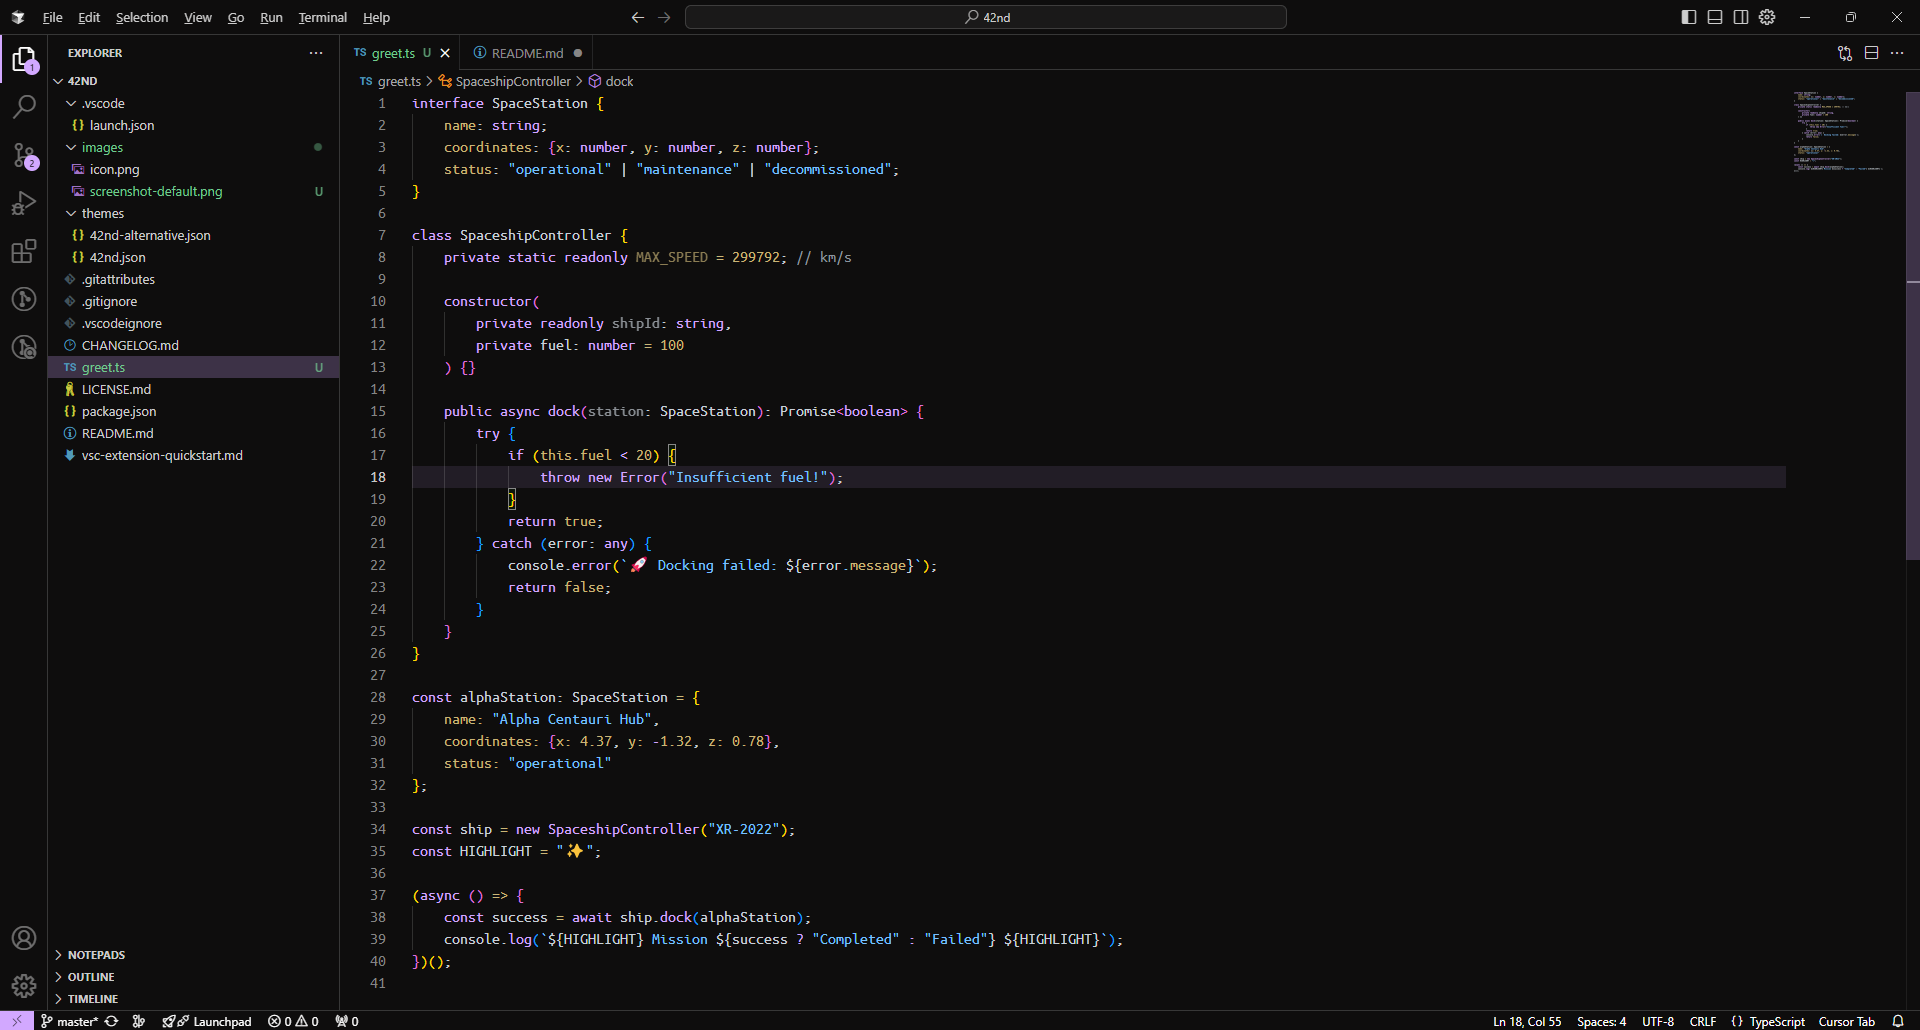 File Edit Selection View Go Run Terminal Help
42nd
EXPLORER
1
2
42ND
.vscode
{} launch.json
images
icon.png
screenshot-default.png U
themes
{} 42nd-alternative.json
{} 42nd.json
.gitattributes
.gitignore
.vscodeignore
CHANGELOG.md
TS greet.ts U
LICENSE.md
{} package.json
README.md
vsc-extension-quickstart.md
NOTEPADS
OUTLINE
TIMELINE
TS greet.ts U
README.md
TS greet.ts > SpaceshipController > dock
1 interface SpaceStation {
2     name: string;
3     coordinates: {x: number, y: number, z: number};
4     status: "operational" | "maintenance" | "decommissioned";
5 }
6
7 class SpaceshipController {
8     private static readonly MAX_SPEED = 299792; // km/s
9
10     constructor(
11         private readonly shipId: string,
12         private fuel: number = 100
13     ) {}
14
15     public async dock(station: SpaceStation): Promise<boolean> {
16         try {
17             if (this.fuel < 20) {
18                 throw new Error("Insufficient fuel!");
19             }
20             return true;
21         } catch (error: any) {
22             console.error(`🚀 Docking failed: ${error.message}`);
23             return false;
24         }
25     }
26 }
27
28 const alphaStation: SpaceStation = {
29     name: "Alpha Centauri Hub",
30     coordinates: {x: 4.37, y: -1.32, z: 0.78},
31     status: "operational"
32 };
33
34 const ship = new SpaceshipController("XR-2022");
35 const HIGHLIGHT = "✨";
36
37 (async () => {
38     const success = await ship.dock(alphaStation);
39     console.log(`${HIGHLIGHT} Mission ${success ? "Completed" : "Failed"} ${HIGHLIGHT}`);
40 })();
41
master* Launchpad 0 0 0 Ln 18, Col 55 Spaces: 4 UTF-8 CRLF {} TypeScript Cursor Tab